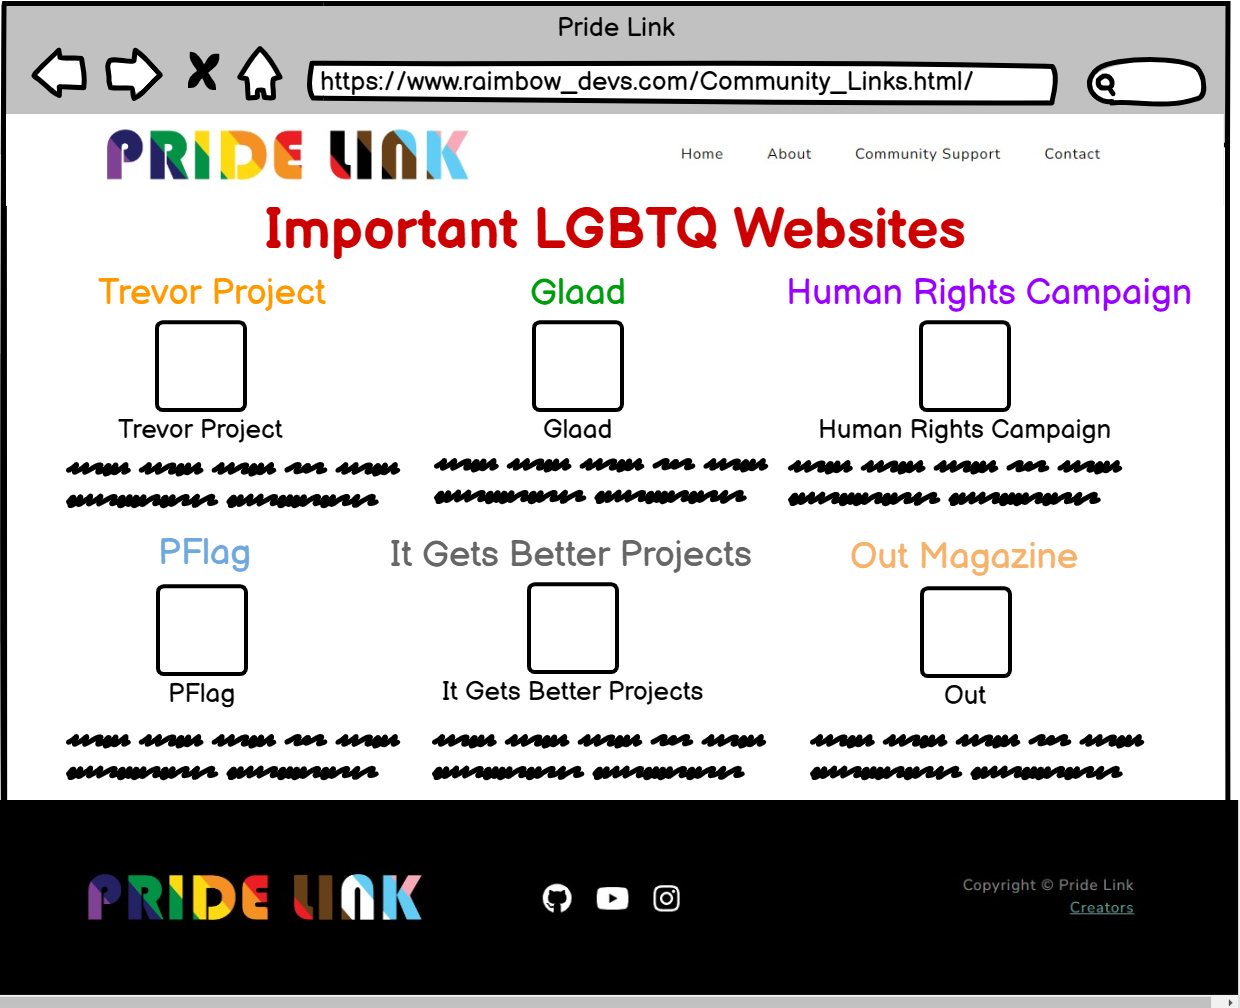 Pride Link
https://www.raimbow_devs.com/Community_Links.html/
PRIDE LINK
Home About Community Support Contact
Important LGBTQ Websites
Trevor Project Glaad Human Rights Campaign
Trevor Project Glaad Human Rights Campaign
PFlag It Gets Better Projects Out Magazine
PFlag It Gets Better Projects Out
PRIDE LINK
Copyright © Pride Link
Creators